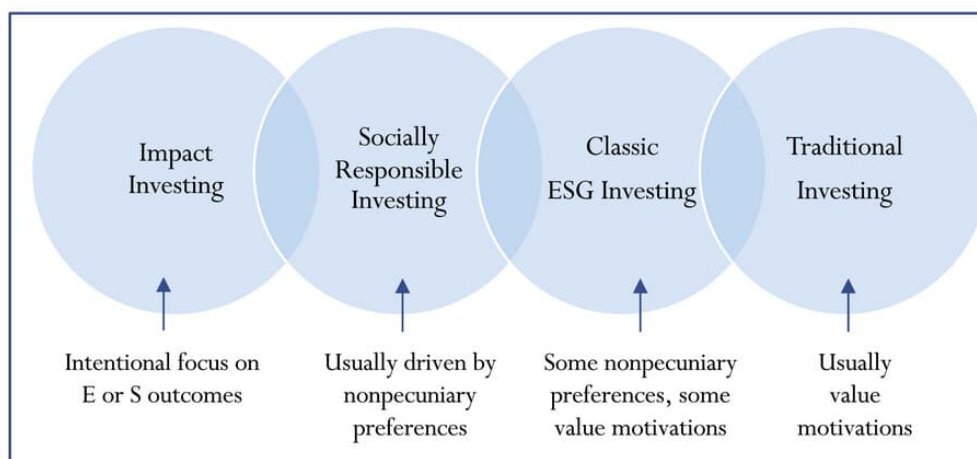 Impact
Investing
Socially
Responsible
Investing
Classic
ESG Investing
Traditional
Investing
Intentional focus on
E or S outcomes
Usually driven by
nonpecuniary
preferences
Some nonpecuniary
preferences, some
value motivations
Usually
value
motivations